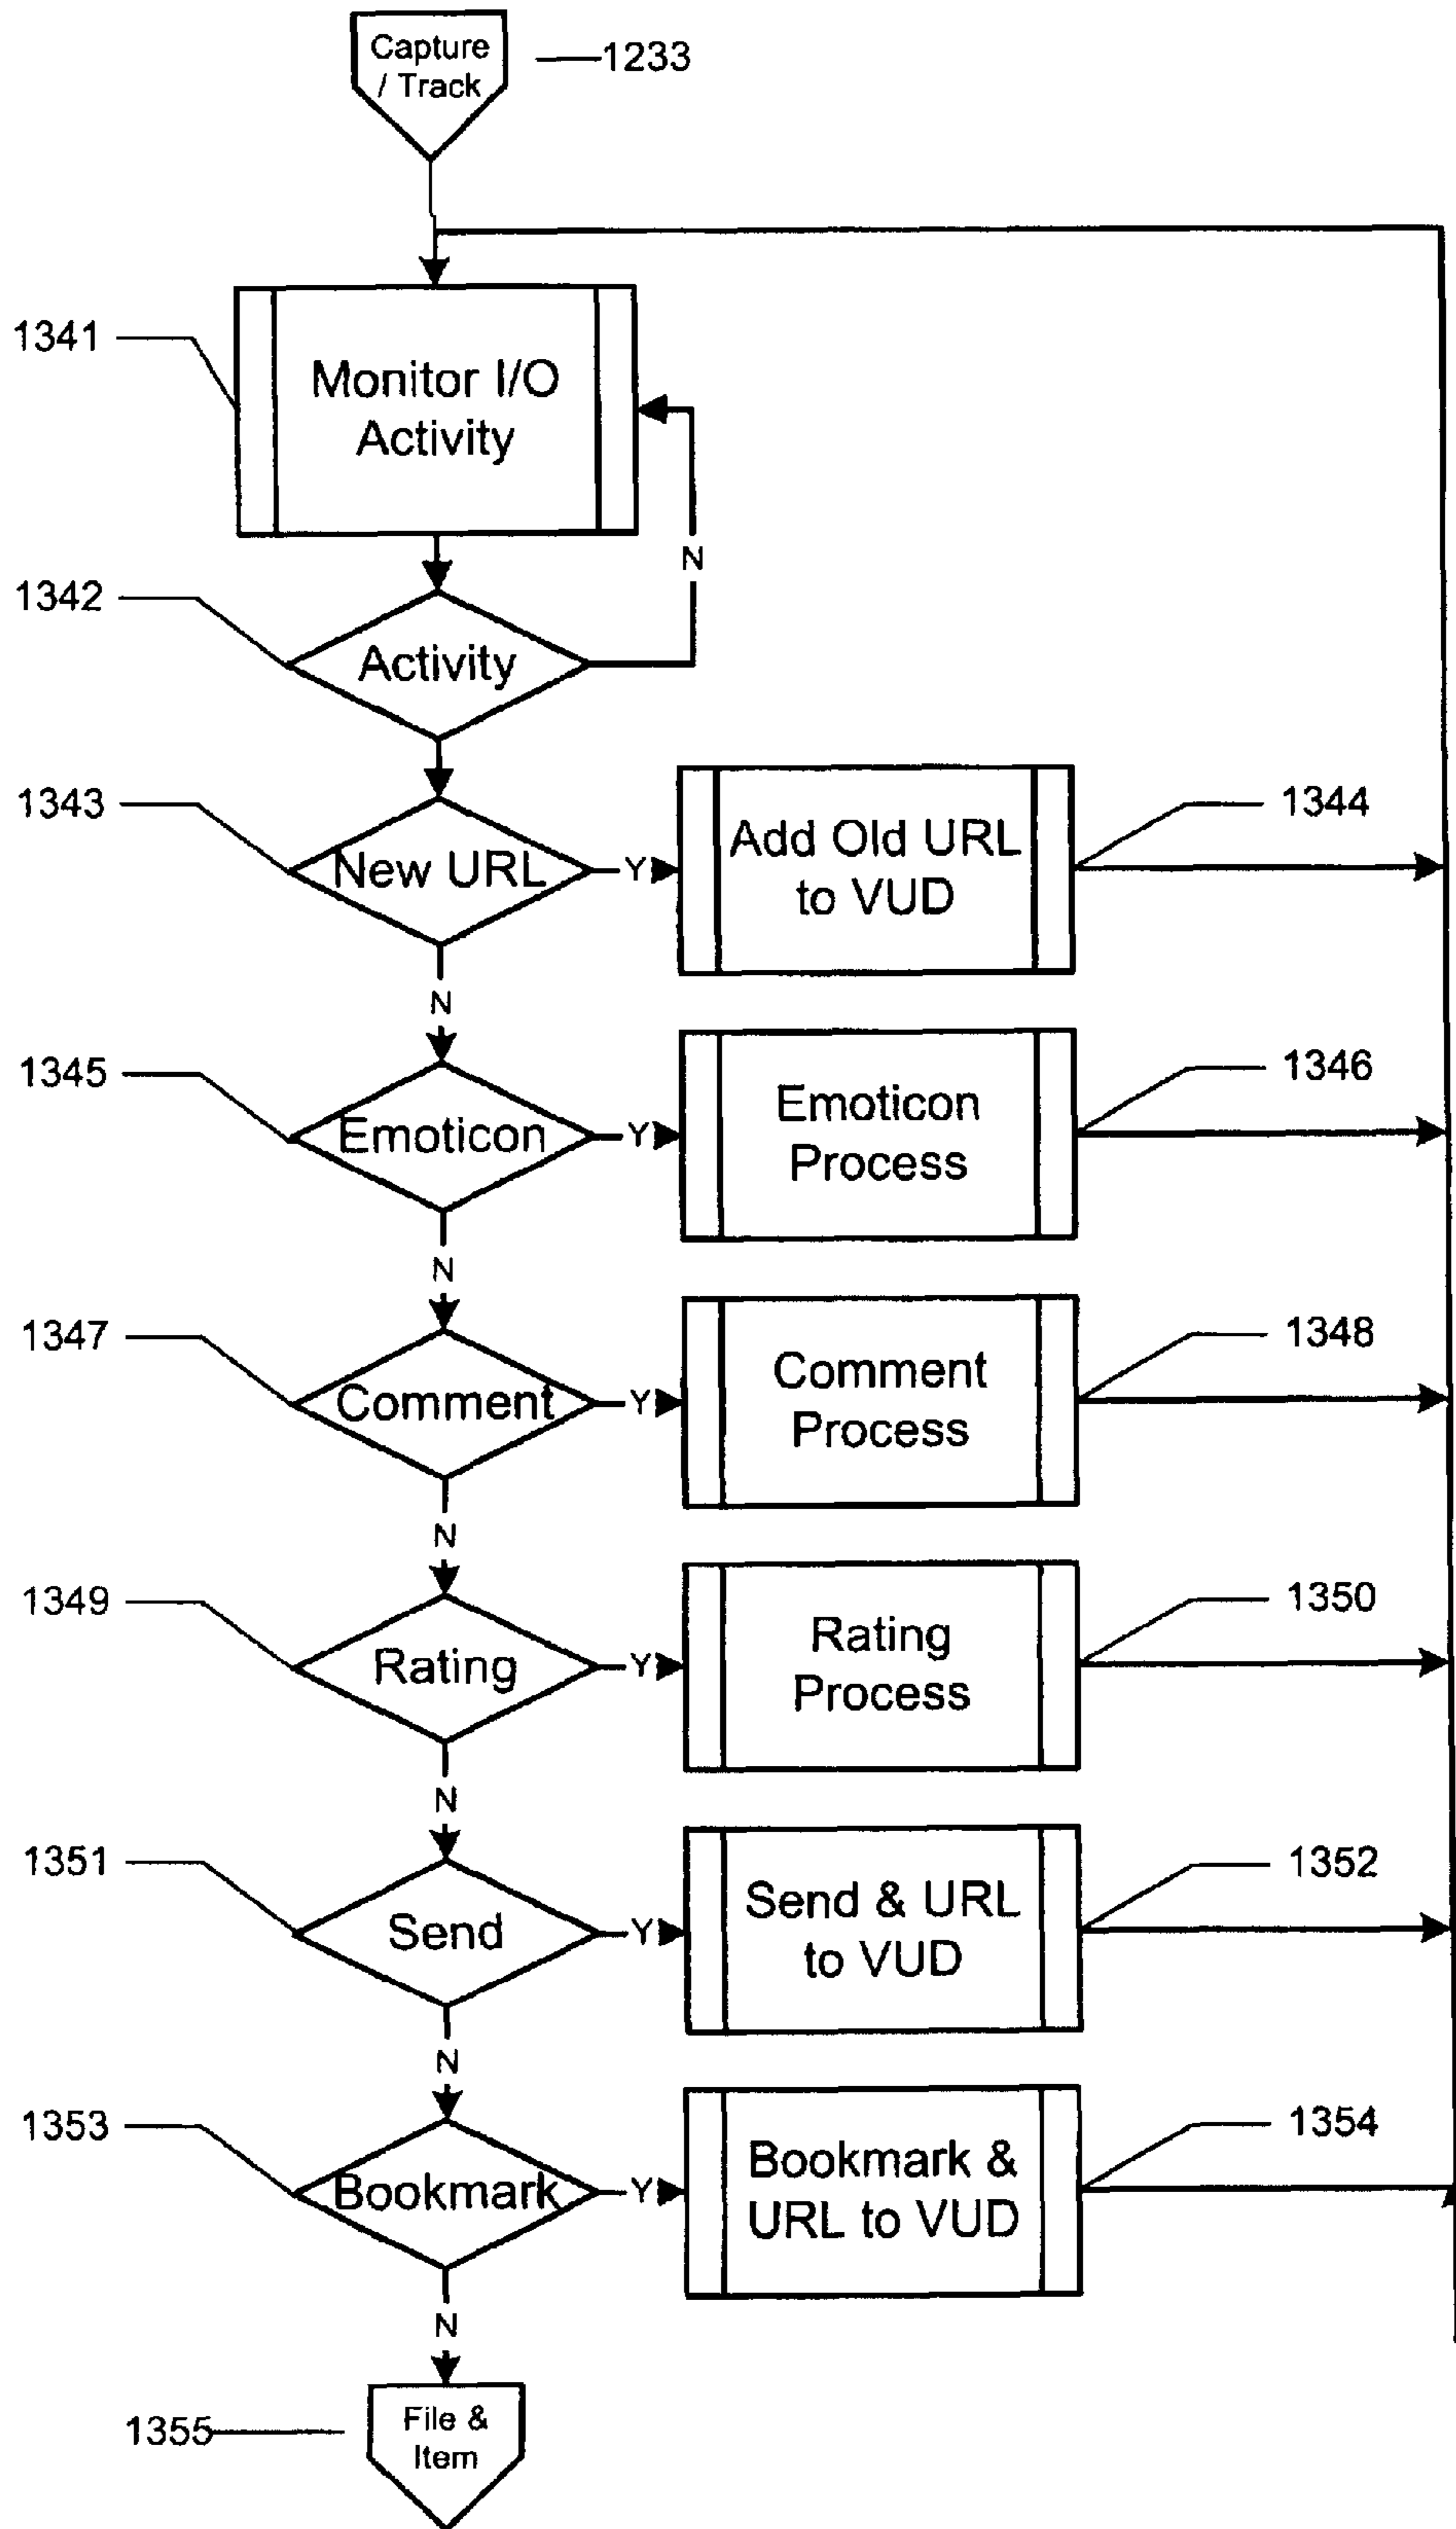 Capture
/ Track
1233
1341
Monitor I/O
Activity
N
1342
Activity
1343
New URL
Y
Add Old URL
to VUD
1344
N
1345
Emoticon
Y
Emoticon
Process
1346
N
1347
Comment
Y
Comment
Process
1348
N
1349
Rating
Y
Rating
Process
1350
N
1351
Send
Y
Send & URL
to VUD
1352
N
1353
Bookmark
Y
Bookmark &
URL to VUD
1354
N
1355
File &
Item